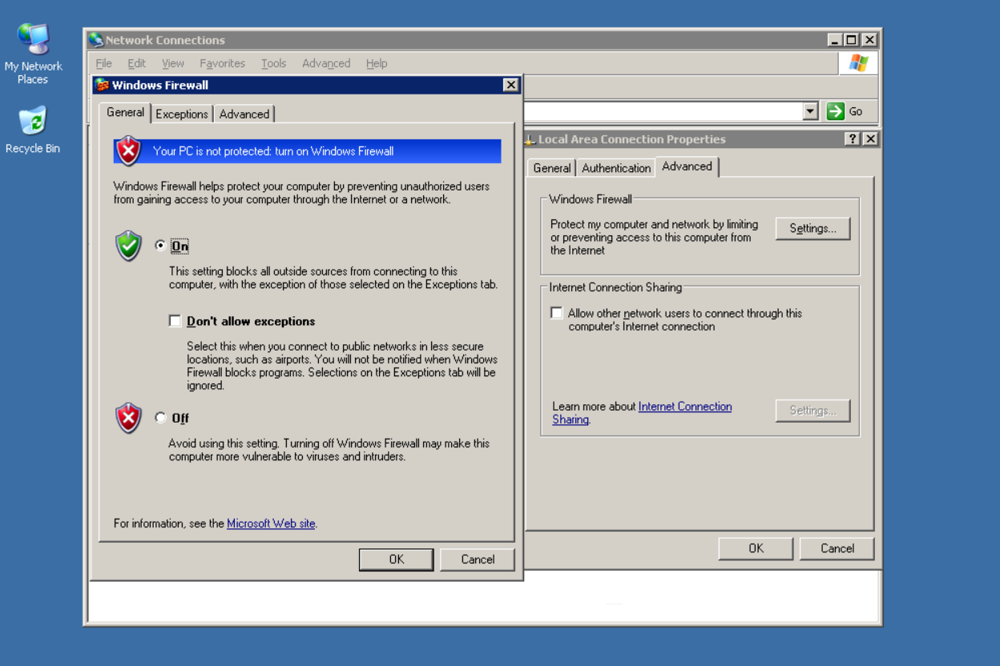 My Network
Places
Recycle Bin
Network Connections
File Edit View Favorites Tools Advanced Help
Go
Windows Firewall
General Exceptions Advanced
Your PC is not protected: turn on Windows Firewall
Windows Firewall helps protect your computer by preventing unauthorized users
from gaining access to your computer through the Internet or a network.
On
This setting blocks all outside sources from connecting to this
computer, with the exception of those selected on the Exceptions tab.
Don't allow exceptions
Select this when you connect to public networks in less secure
locations, such as airports. You will not be notified when Windows
Firewall blocks programs. Selections on the Exceptions tab will be
ignored.
Off
Avoid using this setting. Turning off Windows Firewall may make this
computer more vulnerable to viruses and intruders.
For information, see the Microsoft Web site.
OK Cancel
Local Area Connection Properties
General Authentication Advanced
Windows Firewall
Protect my computer and network by limiting
or preventing access to this computer from
the Internet
Settings...
Internet Connection Sharing
Allow other network users to connect through this
computer's Internet connection
Learn more about Internet Connection
Sharing.
Settings...
OK Cancel